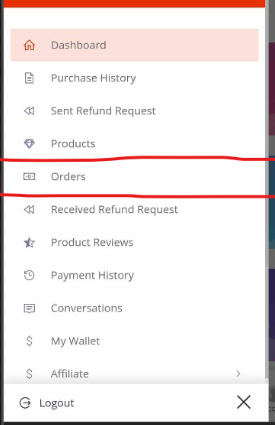 Dashboard
Purchase History
Sent Refund Request
Products
Orders
Received Refund Request
Product Reviews
Payment History
Conversations
My Wallet
Affiliate
Logout